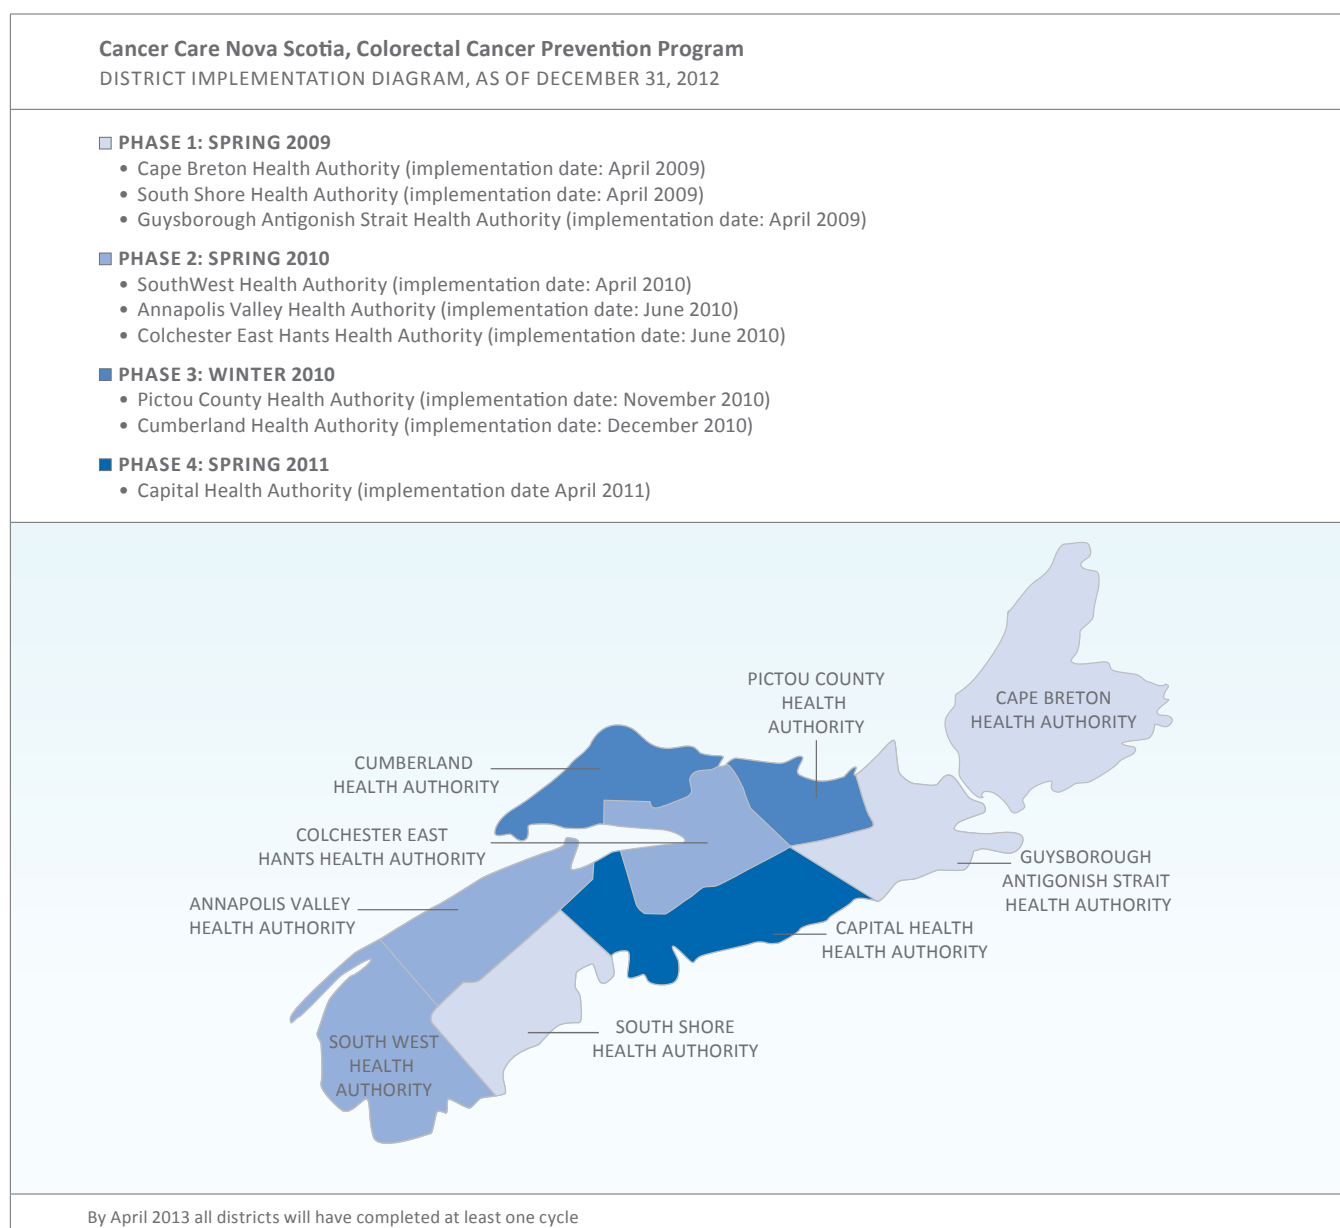 Cancer Care Nova Scotia, Colorectal Cancer Prevention Program
DISTRICT IMPLEMENTATION DIAGRAM, AS OF DECEMBER 31, 2012
PHASE 1: SPRING 2009
• Cape Breton Health Authority (implementation date: April 2009)
• South Shore Health Authority (implementation date: April 2009)
• Guysborough Antigonish Strait Health Authority (implementation date: April 2009)
PHASE 2: SPRING 2010
• SouthWest Health Authority (implementation date: April 2010)
• Annapolis Valley Health Authority (implementation date: June 2010)
• Colchester East Hants Health Authority (implementation date: June 2010)
PHASE 3: WINTER 2010
• Pictou County Health Authority (implementation date: November 2010)
• Cumberland Health Authority (implementation date: December 2010)
PHASE 4: SPRING 2011
• Capital Health Authority (implementation date April 2011)
PICTOU COUNTY
HEALTH
AUTHORITY
CAPE BRETON
HEALTH AUTHORITY
CUMBERLAND
HEALTH AUTHORITY
COLCHESTER EAST
HANTS HEALTH AUTHORITY
GUYSBOROUGH
ANTIGONISH STRAIT
HEALTH AUTHORITY
ANNAPOLIS VALLEY
HEALTH AUTHORITY
CAPITAL HEALTH
HEALTH AUTHORITY
SOUTH SHORE
HEALTH AUTHORITY
SOUTH WEST
HEALTH
AUTHORITY
By April 2013 all districts will have completed at least one cycle